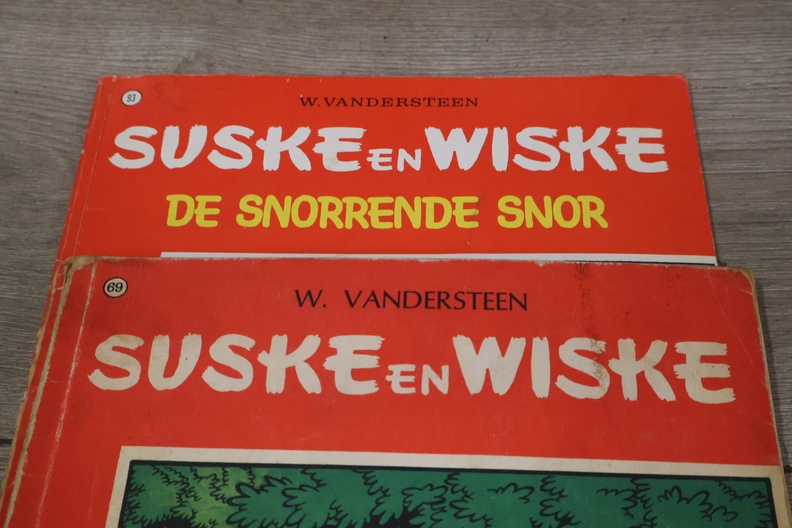 93
W. VANDERSTEEN
SUSKE EN WISKE
DE SNORRENDE SNOR
69
W. VANDERSTEEN
SUSKE EN WISKE